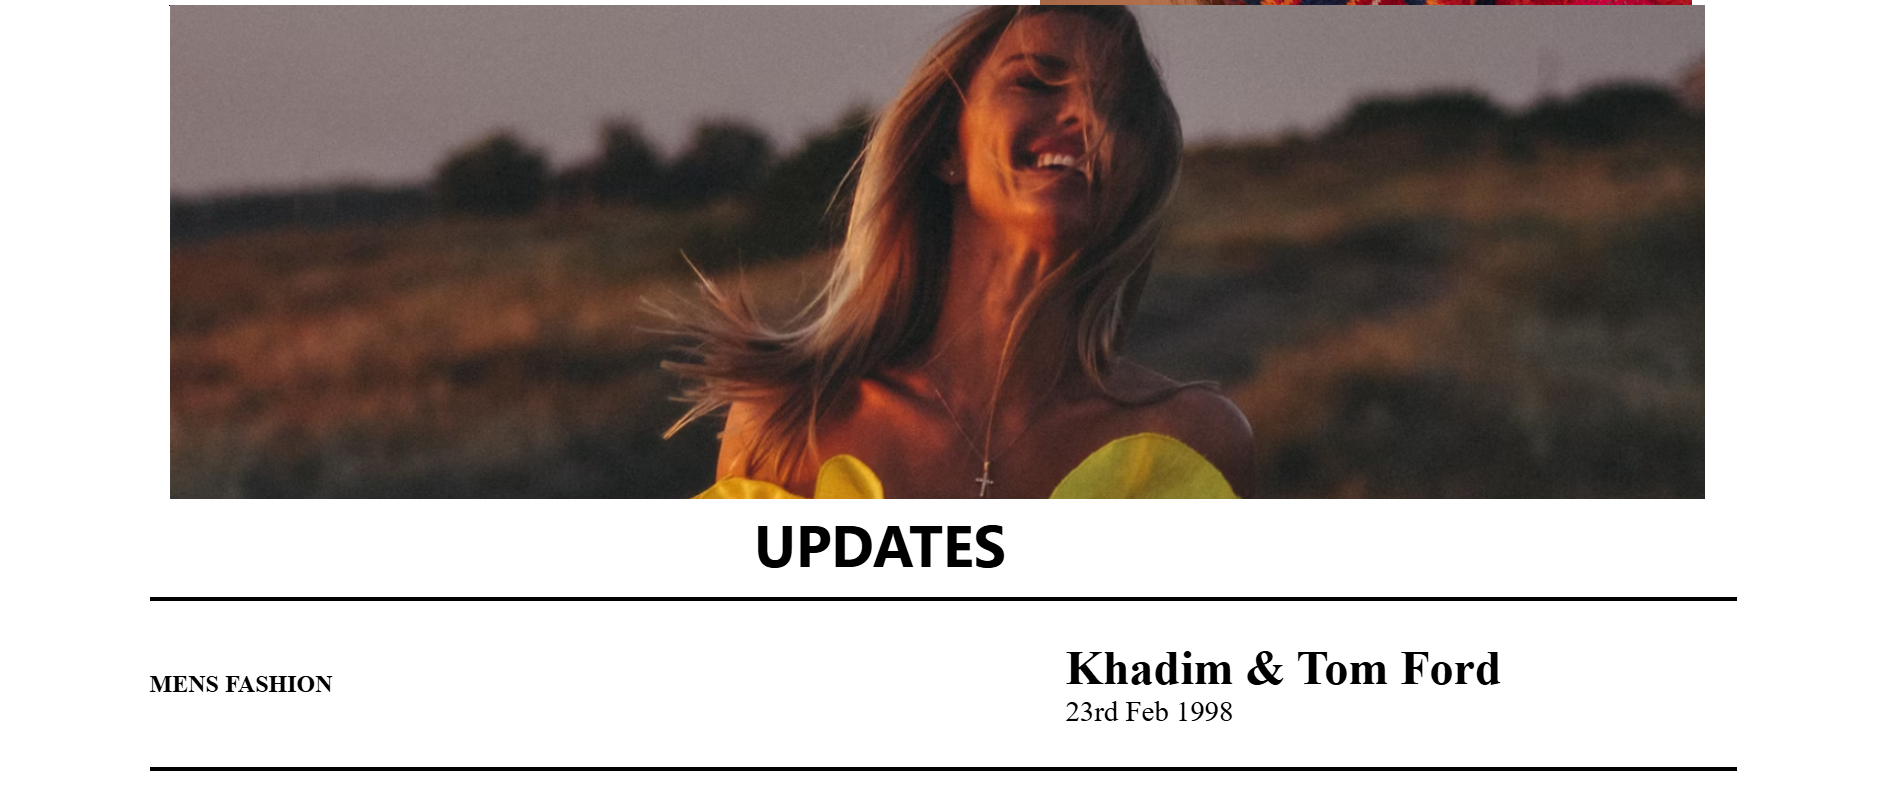 UPDATES
MENS FASHION
Khadim & Tom Ford
23rd Feb 1998